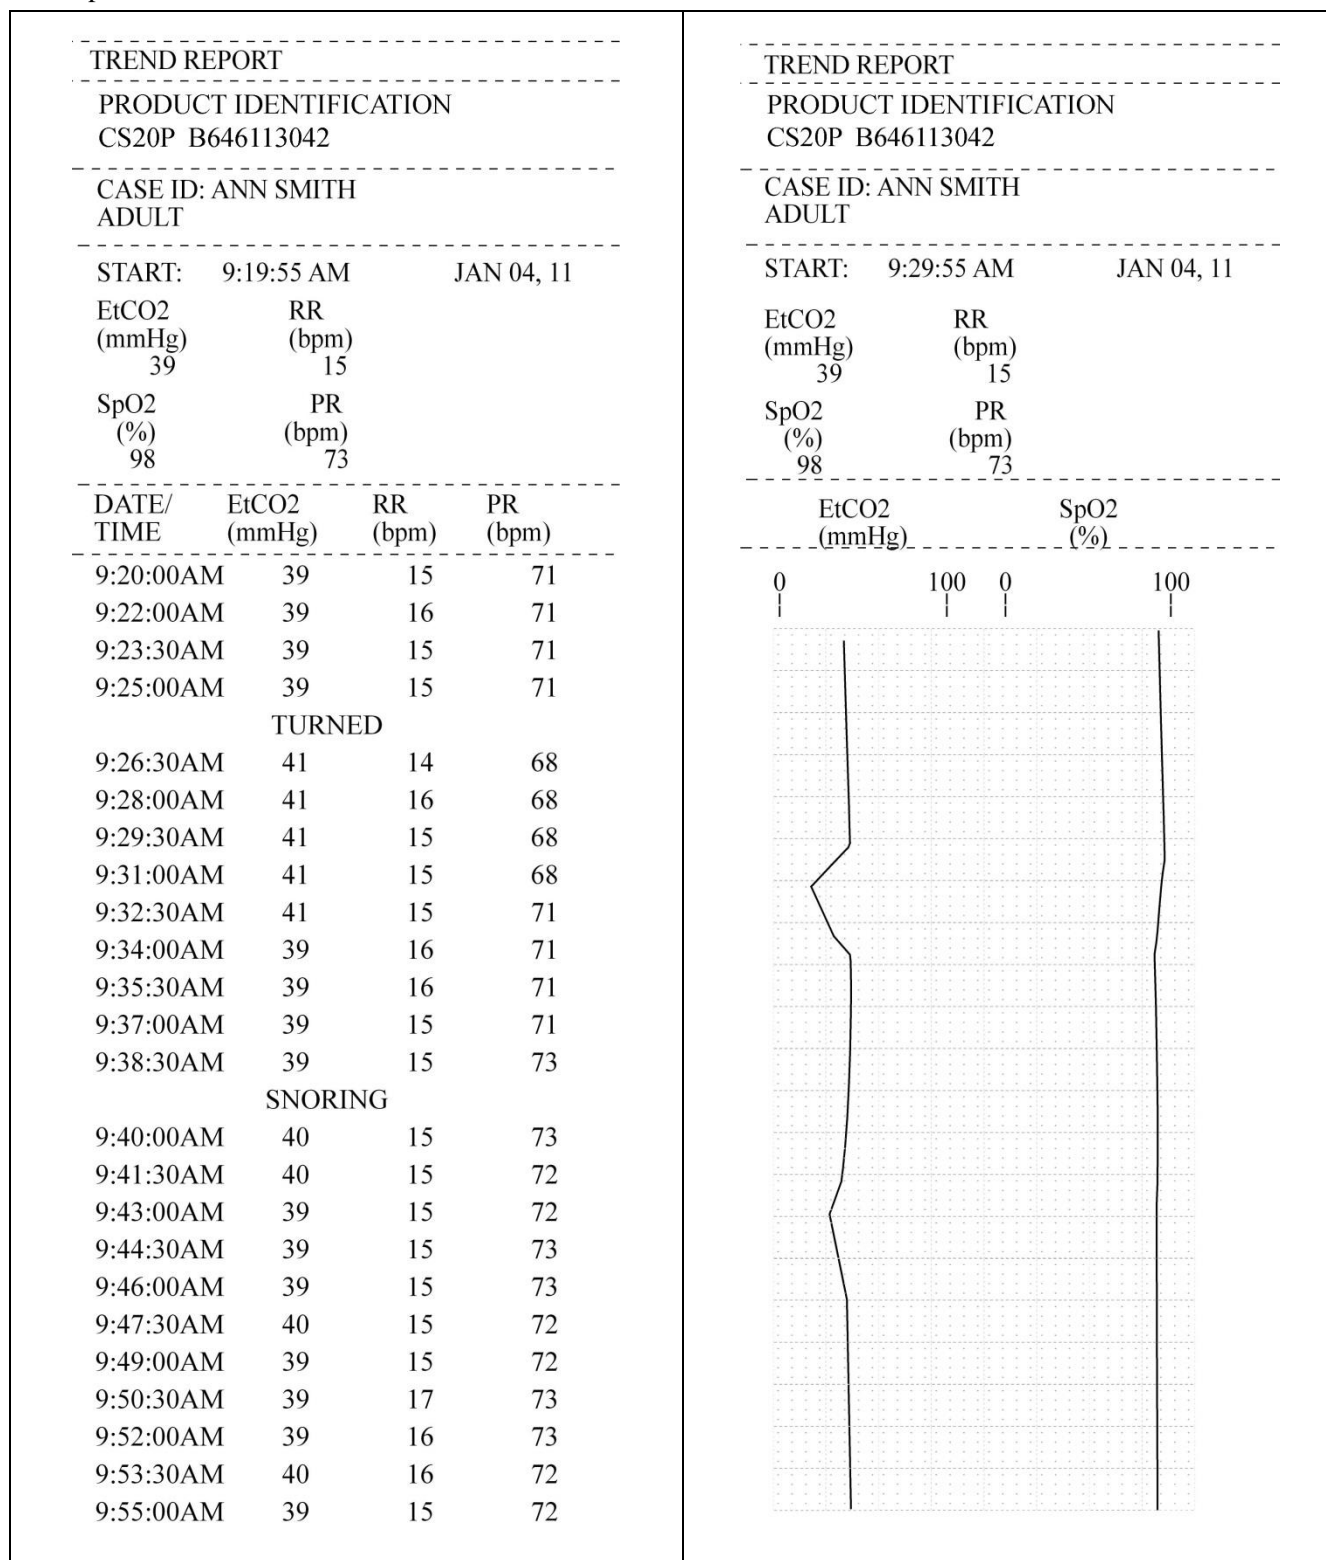 TREND REPORT
PRODUCT IDENTIFICATION
CS20P B646113042
CASE ID: ANN SMITH
ADULT
START: 9:19:55 AM JAN 04, 11
EtCO2 RR
(mmHg) (bpm)
39 15
SpO2 PR
(%) (bpm)
98 73
DATE/ EtCO2 RR PR
TIME (mmHg) (bpm) (bpm)
9:20:00AM 39 15 71
9:22:00AM 39 16 71
9:23:30AM 39 15 71
9:25:00AM 39 15 71
TURNED
9:26:30AM 41 14 68
9:28:00AM 41 16 68
9:29:30AM 41 15 68
9:31:00AM 41 15 68
9:32:30AM 41 15 71
9:34:00AM 39 16 71
9:35:30AM 39 16 71
9:37:00AM 39 15 71
9:38:30AM 39 15 73
SNORING
9:40:00AM 40 15 73
9:41:30AM 40 15 72
9:43:00AM 39 15 72
9:44:30AM 39 15 73
9:46:00AM 39 15 73
9:47:30AM 40 15 72
9:49:00AM 39 15 72
9:50:30AM 39 17 73
9:52:00AM 39 16 73
9:53:30AM 40 16 72
9:55:00AM 39 15 72
TREND REPORT
PRODUCT IDENTIFICATION
CS20P B646113042
CASE ID: ANN SMITH
ADULT
START: 9:29:55 AM JAN 04, 11
EtCO2 RR
(mmHg) (bpm)
39 15
SpO2 PR
(%) (bpm)
98 73
EtCO2 SpO2
(mmHg) (%)
0 100 0 100